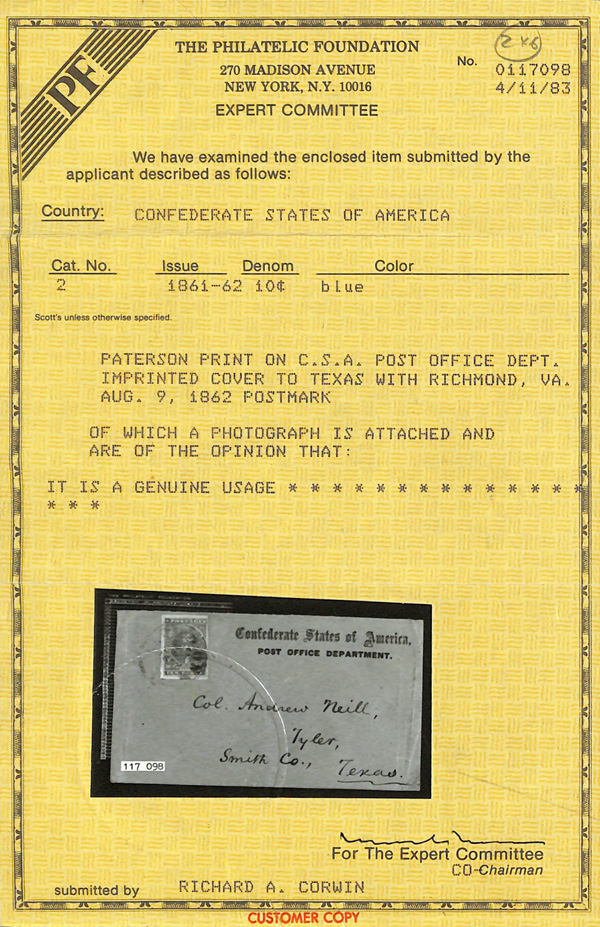 PF
THE PHILATELIC FOUNDATION
270 MADISON AVENUE
NEW YORK, N.Y. 10016
EXPERT COMMITTEE
2x6
No. 0117098
4/11/83
We have examined the enclosed item submitted by the
applicant described as follows:
Country: CONFEDERATE STATES OF AMERICA
Cat. No. Issue Denom Color
2 1861-62 10¢ blue
Scott's unless otherwise specified.
PATERSON PRINT ON C.S.A. POST OFFICE DEPT.
IMPRINTED COVER TO TEXAS WITH RICHMOND, VA.
AUG. 9, 1862 POSTMARK
OF WHICH A PHOTOGRAPH IS ATTACHED AND
ARE OF THE OPINION THAT:
IT IS A GENUINE USAGE * * * * * * * * * * * * * *
* * *
Confederate States of America,
POST OFFICE DEPARTMENT.
Col. Andrew Neill,
Tyler,
Smith Co.,
Texas.
117 098
For The Expert Committee
CO-Chairman
submitted by RICHARD A. CORWIN
CUSTOMER COPY